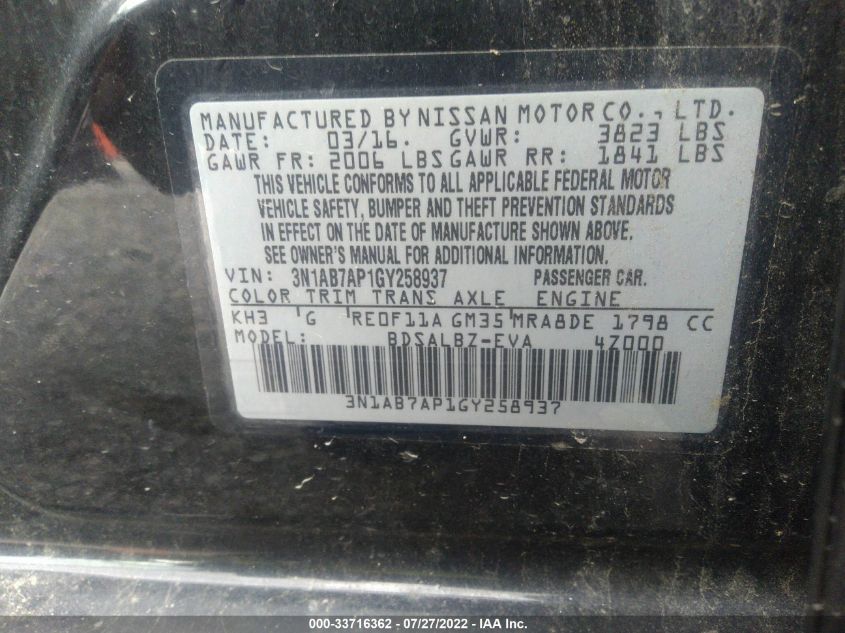 MANUFACTURED BY NISSAN MOTOR CO., LTD.
DATE: 03/16. GVWR: 3823 LBS
GAWR FR: 2006 LBS GAWR RR: 1841 LBS
THIS VEHICLE CONFORMS TO ALL APPLICABLE FEDERAL MOTOR
VEHICLE SAFETY, BUMPER AND THEFT PREVENTION STANDARDS
IN EFFECT ON THE DATE OF MANUFACTURE SHOWN ABOVE.
SEE OWNER'S MANUAL FOR ADDITIONAL INFORMATION.
VIN: 3N1AB7AP1GY258937 PASSENGER CAR.
COLOR TRIM TRANS AXLE ENGINE
KH3 'G RE0F11A GM35 MRA8DE 1798 CC
MODEL: BDSALBZ-EVA 4Z000
3N1AB7AP1GY258937
000-33716362 / 07/27/2022 - IAA Inc.